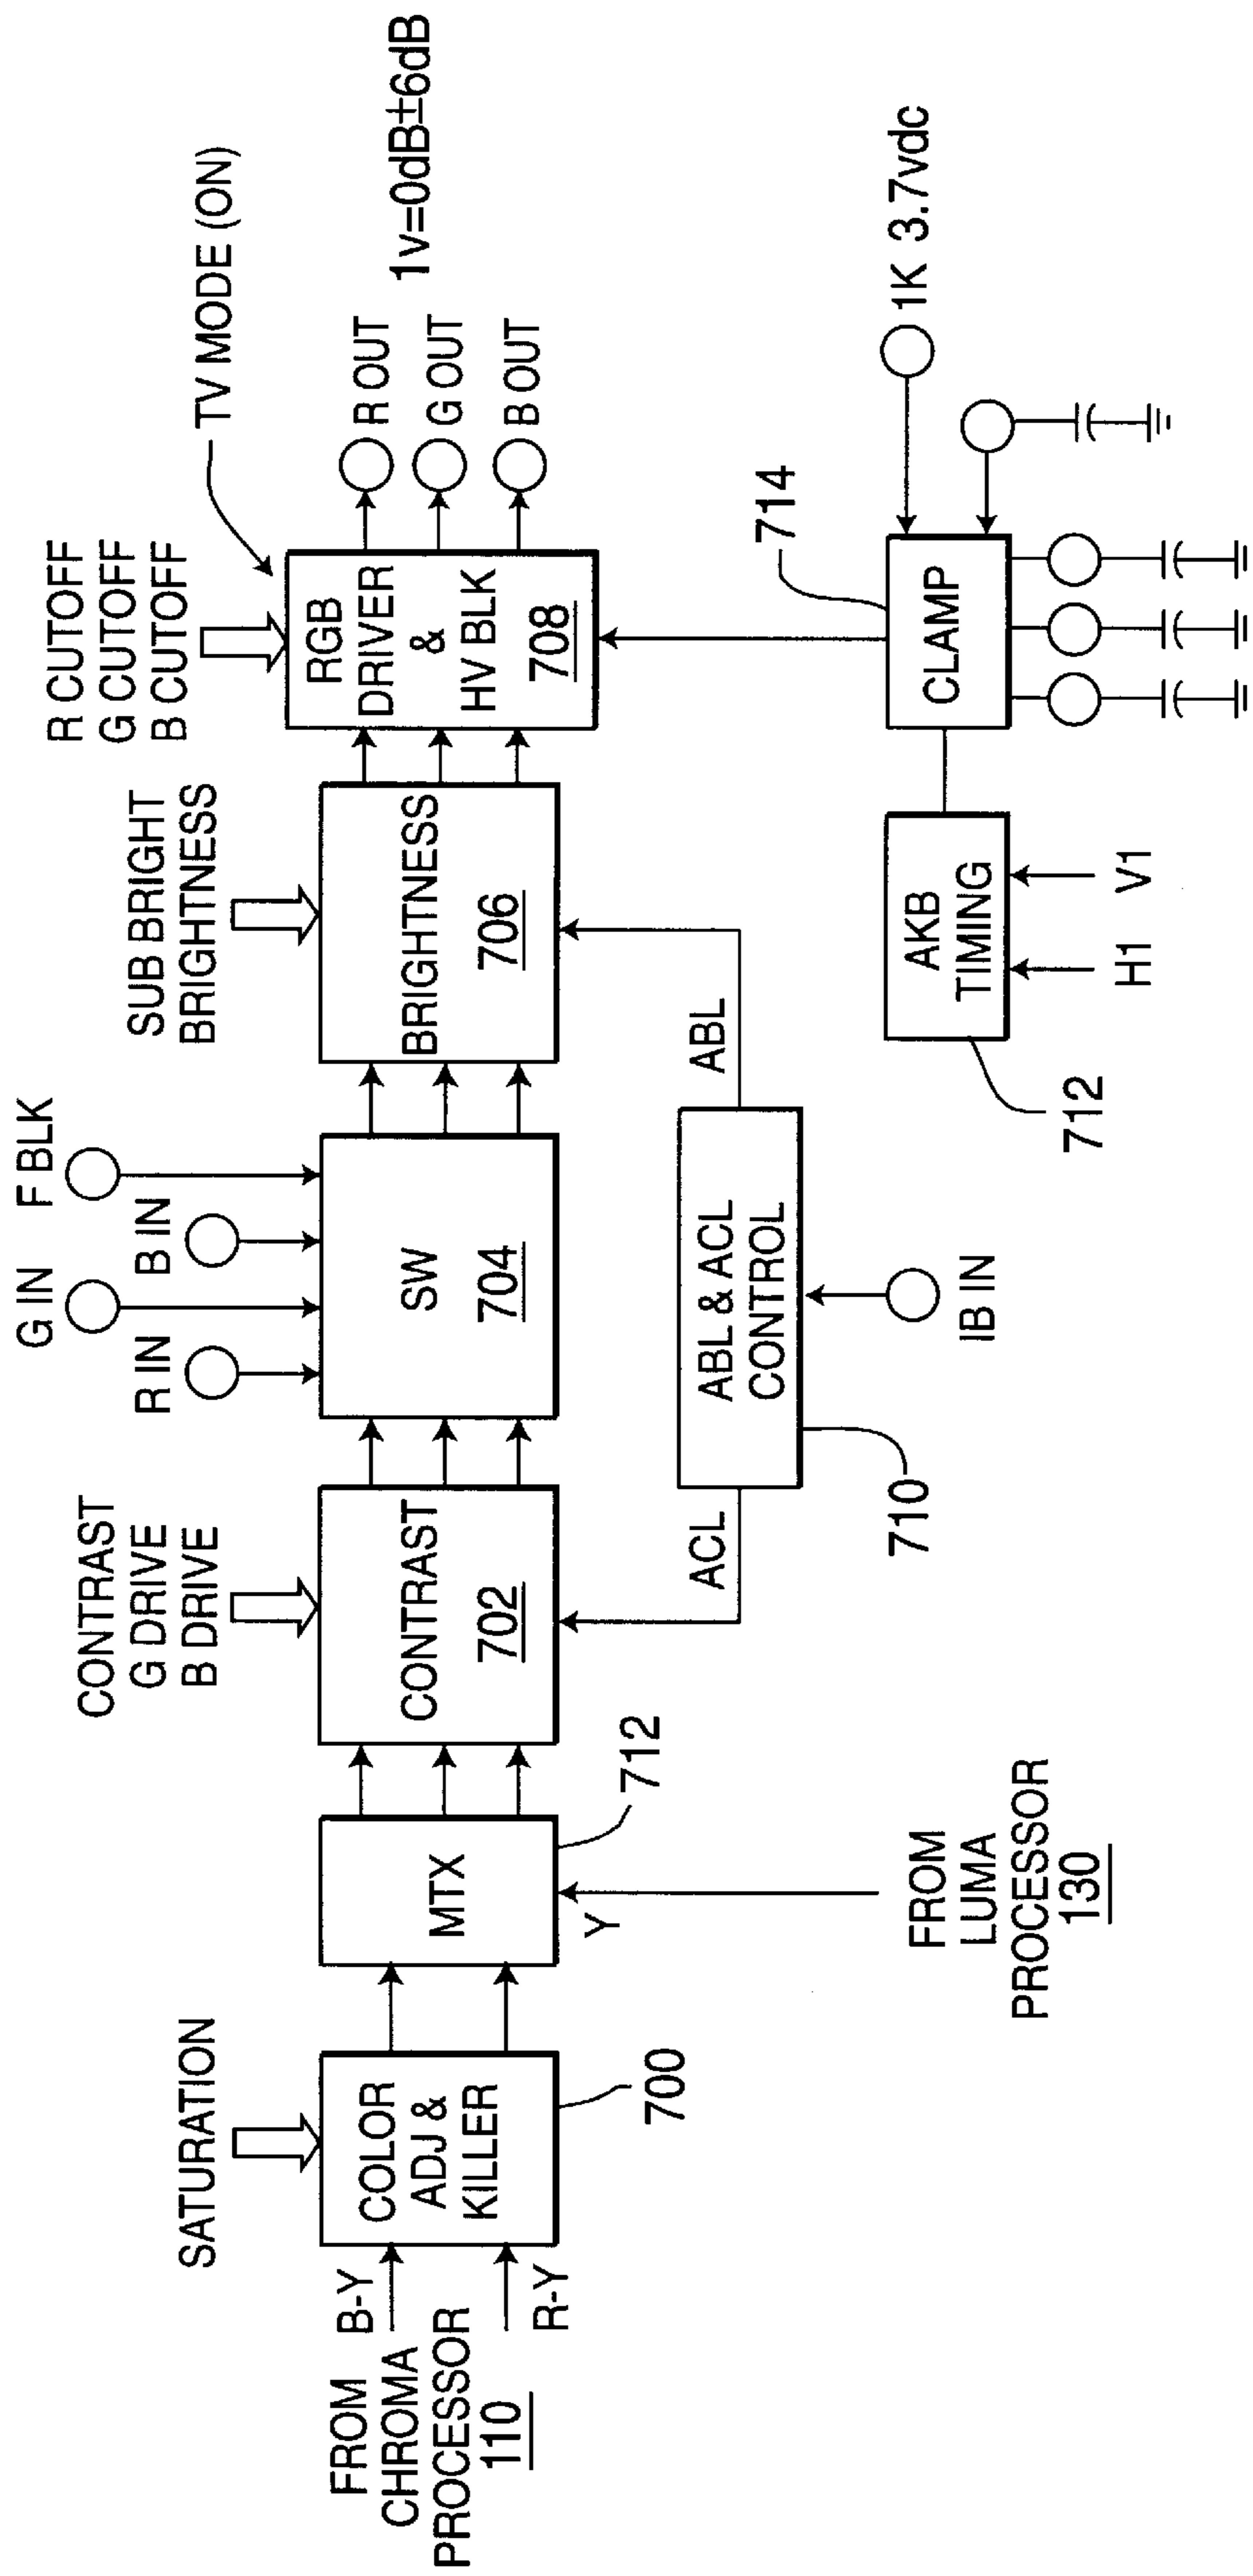 SATURATION
FROM
CHROMA
PROCESSOR
110
B-Y
R-Y
COLOR
ADJ &
KILLER
700
MTX
712
Y
FROM
LUMA
PROCESSOR
130
CONTRAST
G DRIVE
B DRIVE
CONTRAST
702
ACL
R IN
G IN
B IN
F BLK
SW
704
ABL & ACL
CONTROL
710
IB IN
ABL
SUB BRIGHT
BRIGHTNESS
BRIGHTNESS
706
R CUTOFF
G CUTOFF
B CUTOFF
TV MODE (ON)
RGB
DRIVER
&
HV BLK
708
R OUT
G OUT
B OUT
1v=0dB±6dB
AKB
TIMING
712
H1
V1
CLAMP
714
1K 3.7vdc